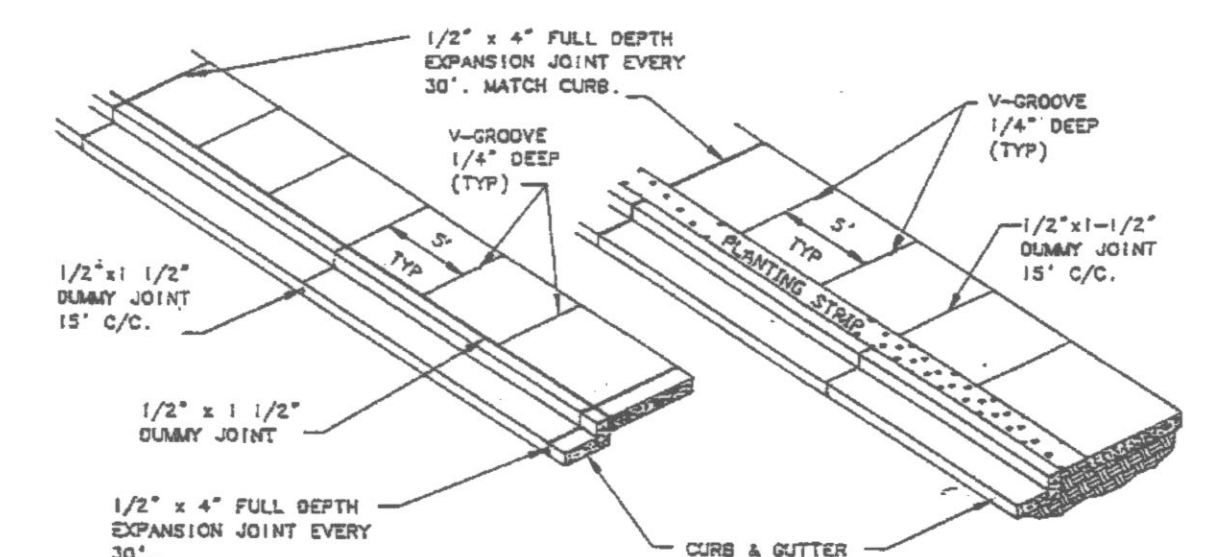 1/2" x 4" FULL DEPTH
EXPANSION JOINT EVERY
30'. MATCH CURB.
V-GROOVE
1/4" DEEP
(TYP)
V-GROOVE
1/4" DEEP
(TYP)
5'
TYP
5'
TYP
PLANTING STRIP
1/2"x1-1/2"
DUMMY JOINT
15' C/C.
1/2"x1 1/2"
DUMMY JOINT
15' C/C.
1/2" x 1 1/2"
DUMMY JOINT
1/2" x 4" FULL DEPTH
EXPANSION JOINT EVERY
30'.
CURB & GUTTER